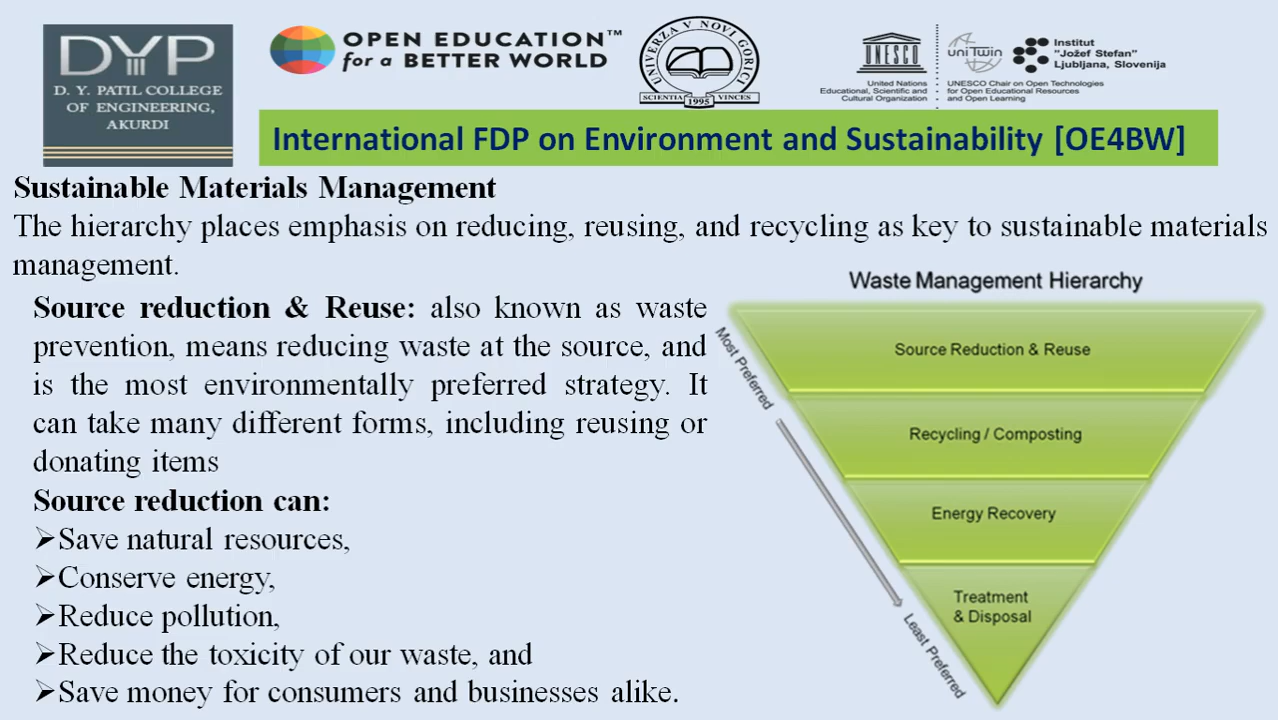 DYP
D. Y. PATIL COLLEGE
OF ENGINEERING,
AKURDI
OPEN EDUCATION™
for a BETTER WORLD
UNIVERZA V NOVI GORICI
SCIENTIA VINCES
1995
UNESCO
United Nations
Educational, Scientific and
Cultural Organization
uniTwin
Institut
"Jožef Stefan"
Ljubljana, Slovenija
UNESCO Chair on Open Technologies
for Open Educational Resources
and Open Learning
International FDP on Environment and Sustainability [OE4BW]
Sustainable Materials Management
The hierarchy places emphasis on reducing, reusing, and recycling as key to sustainable materials
management.
Source reduction & Reuse: also known as waste
prevention, means reducing waste at the source, and
is the most environmentally preferred strategy. It
can take many different forms, including reusing or
donating items
Source reduction can:
➢Save natural resources,
➢Conserve energy,
➢Reduce pollution,
➢Reduce the toxicity of our waste, and
➢Save money for consumers and businesses alike.
Waste Management Hierarchy
Most Preferred
Source Reduction & Reuse
Recycling / Composting
Energy Recovery
Treatment
& Disposal
Least Preferred